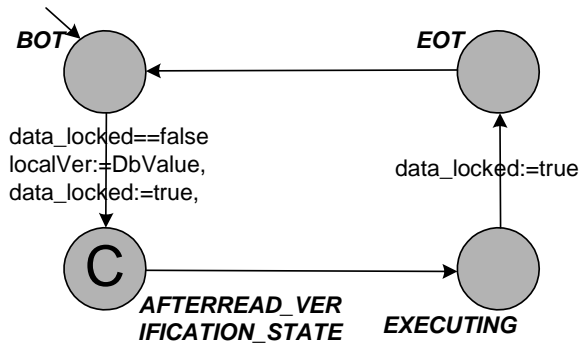 BOT
EOT
data_locked==false
localVer:=DbValue,
data_locked:=true,
data_locked:=true
C
AFTERREAD_VER
IFICATION_STATE
EXECUTING